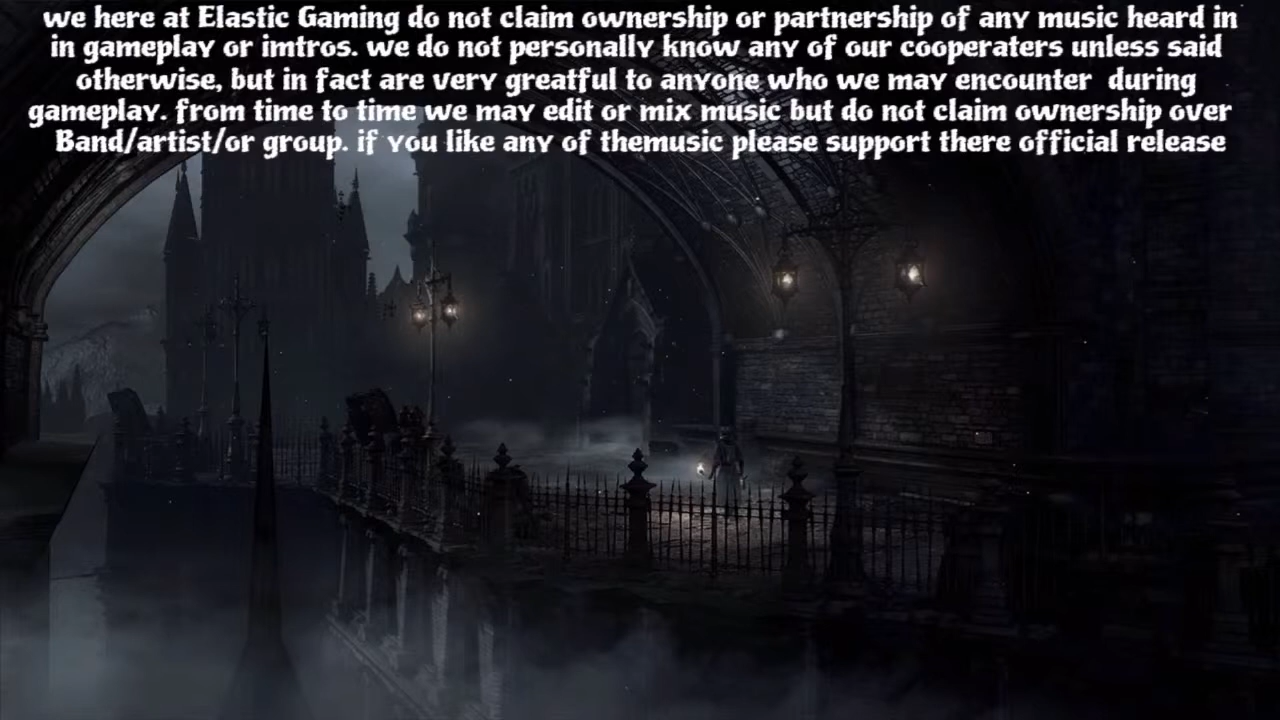 we here at Elastic Gaming do not claim ownership or partnership of any music heard in
in gameplay or imtros. we do not personally know any of our cooperaters unless said
otherwise, but in fact are very greatful to anyone who we may encounter during
gameplay. from time to time we may edit or mix music but do not claim ownership over
Band/artist/or group. if you like any of themusic please support there official release